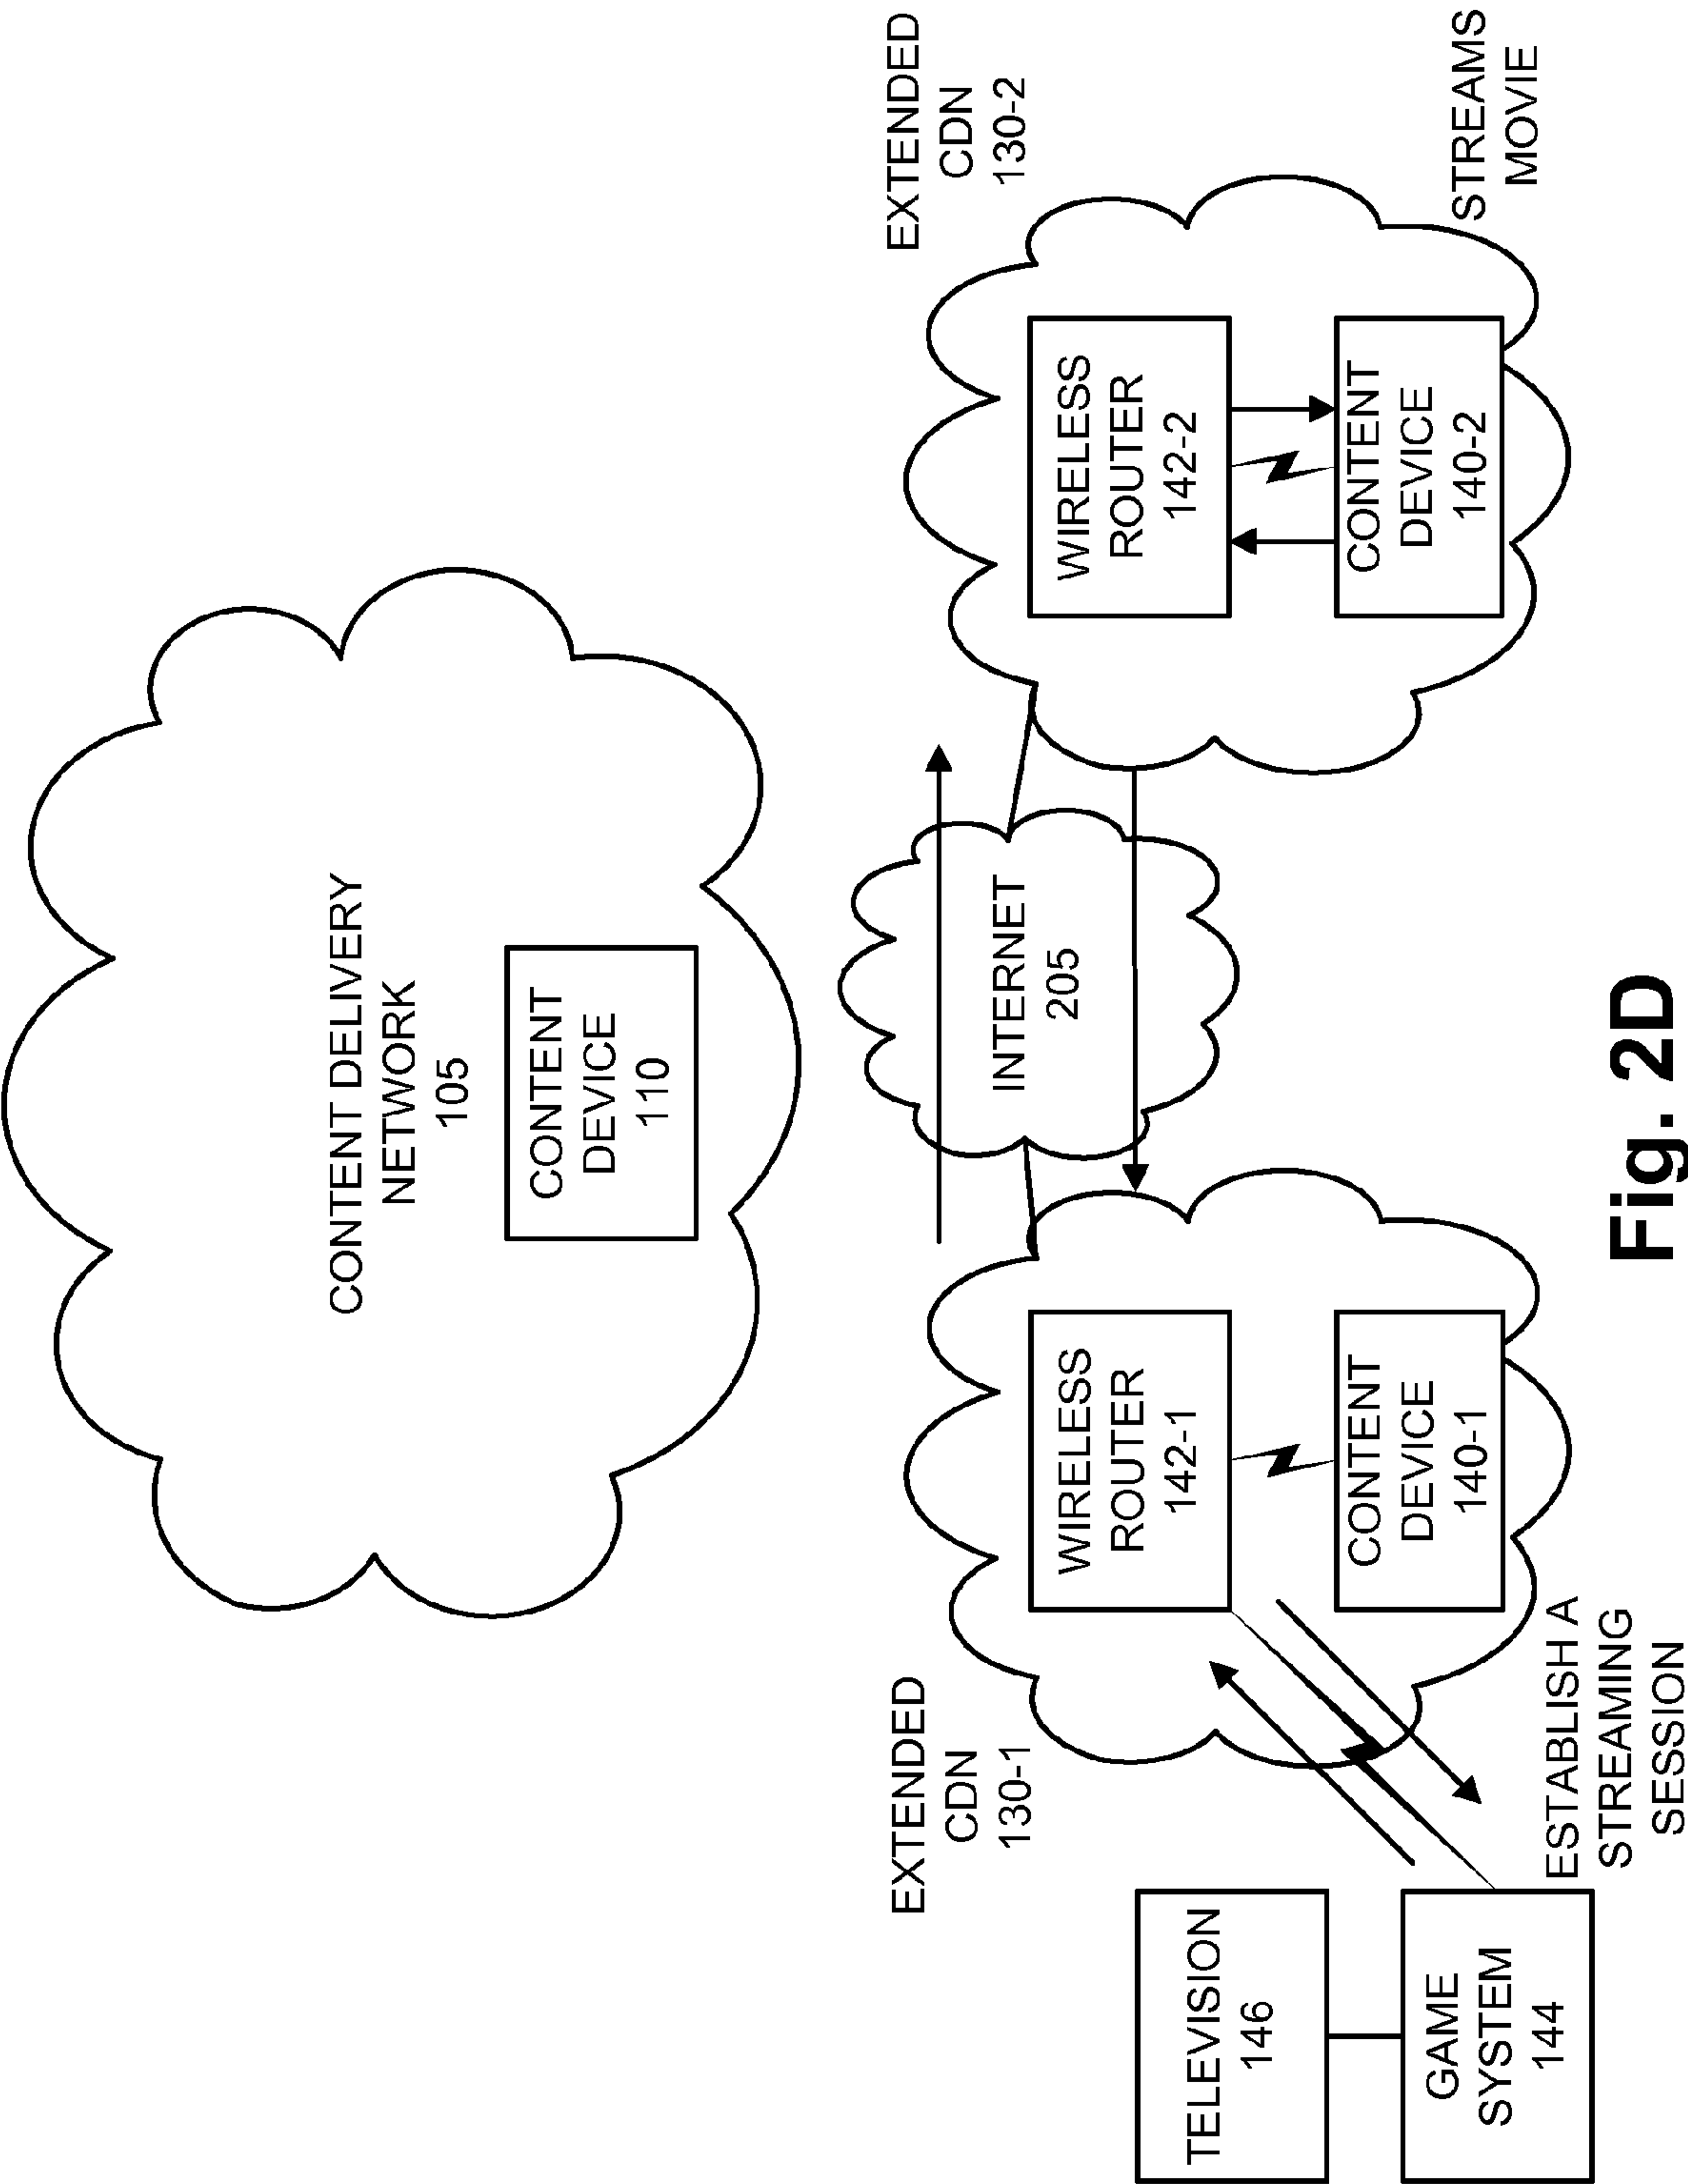 CONTENT DELIVERY
NETWORK
105
CONTENT
DEVICE
110
EXTENDED
CDN
130-1
INTERNET
205
EXTENDED
CDN
130-2
TELEVISION
146
GAME
SYSTEM
144
WIRELESS
ROUTER
142-1
CONTENT
DEVICE
140-1
WIRELESS
ROUTER
142-2
CONTENT
DEVICE
140-2
ESTABLISH A
STREAMING
SESSION
STREAMS
MOVIE
Fig. 2D